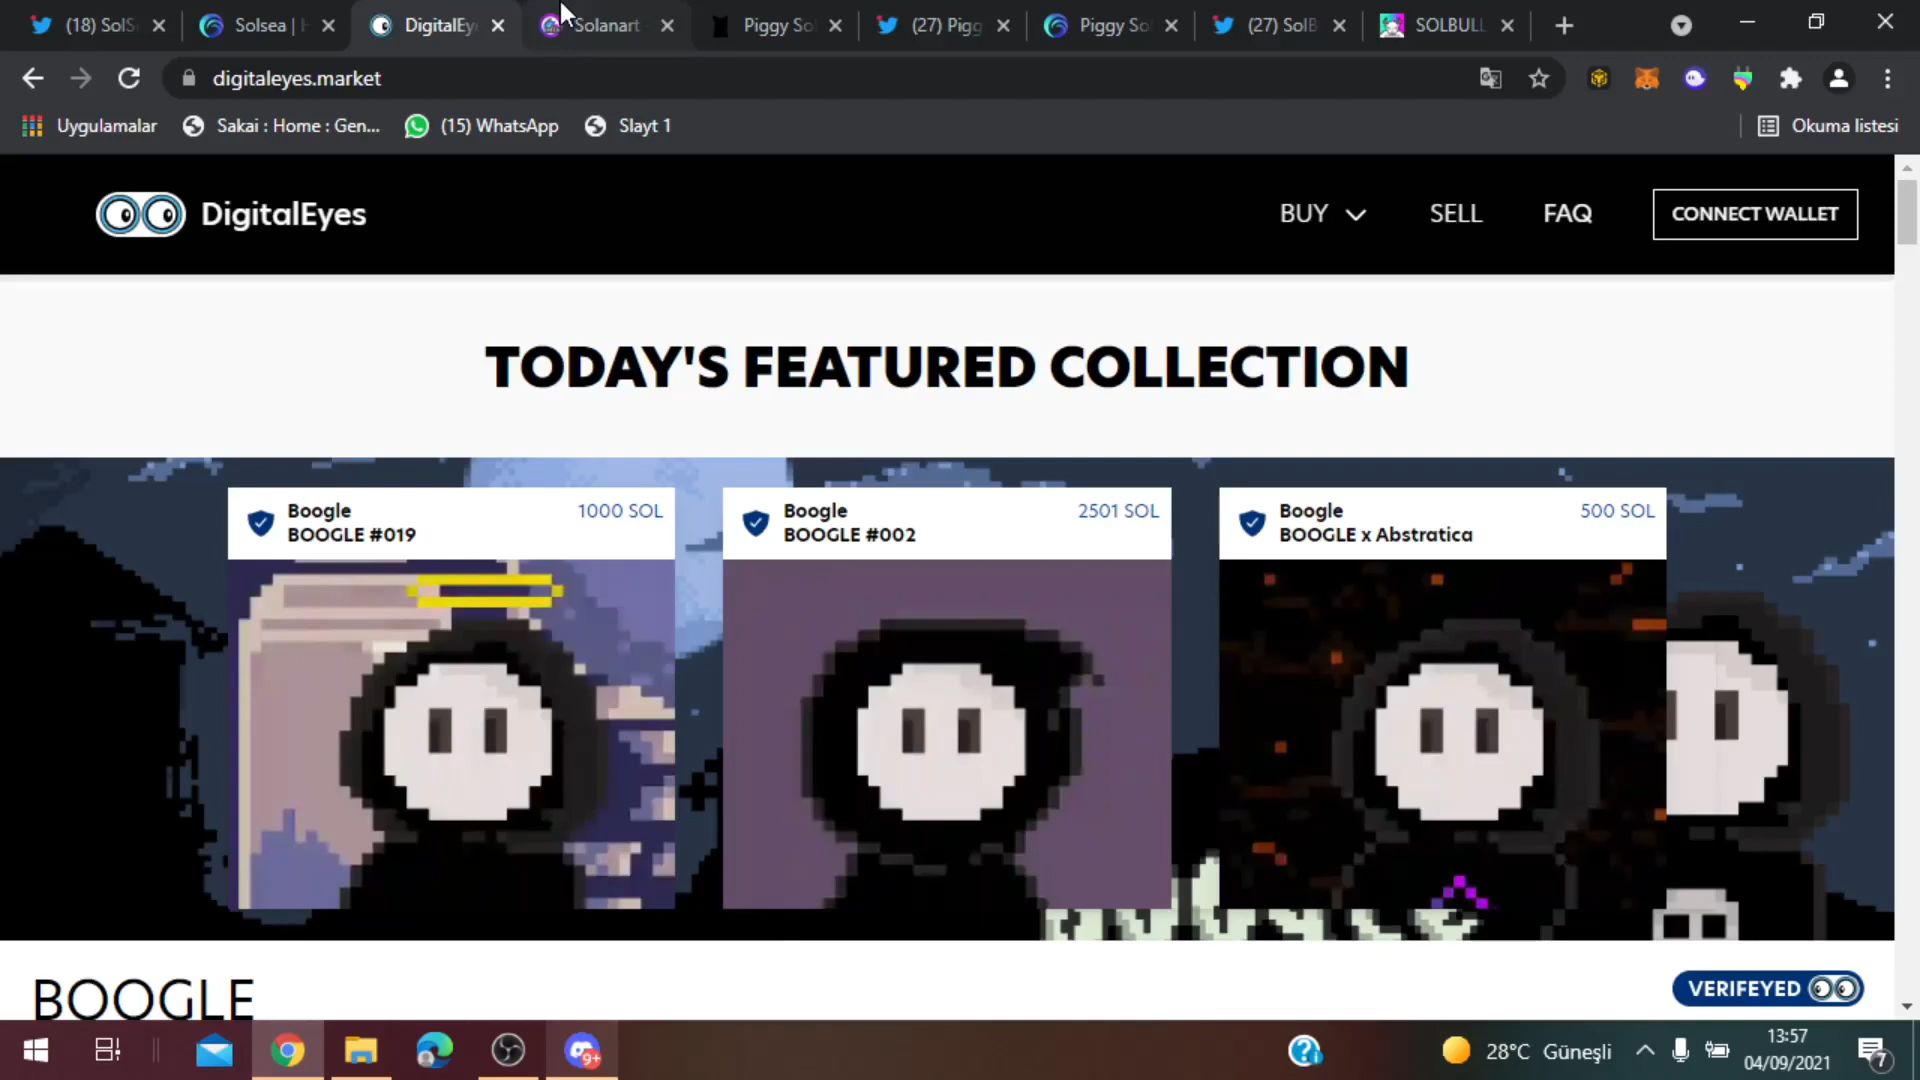 (18) SolS
Solsea | H
DigitalEye
Solanart
Piggy So
(27) Pigg
Piggy So
(27) SolB
SOLBULL
digitaleyes.market
Uygulamalar
Sakai : Home : Gen...
(15) WhatsApp
Slayt 1
Okuma listesi
DigitalEyes
BUY
SELL
FAQ
CONNECT WALLET
TODAY'S FEATURED COLLECTION
Boogle
1000 SOL
BOOGLE #019
Boogle
2501 SOL
BOOGLE #002
Boogle
500 SOL
BOOGLE x Abstratica
BOOGLE
VERIFEYED
9+
28°C Güneşli
13:57
04/09/2021
7